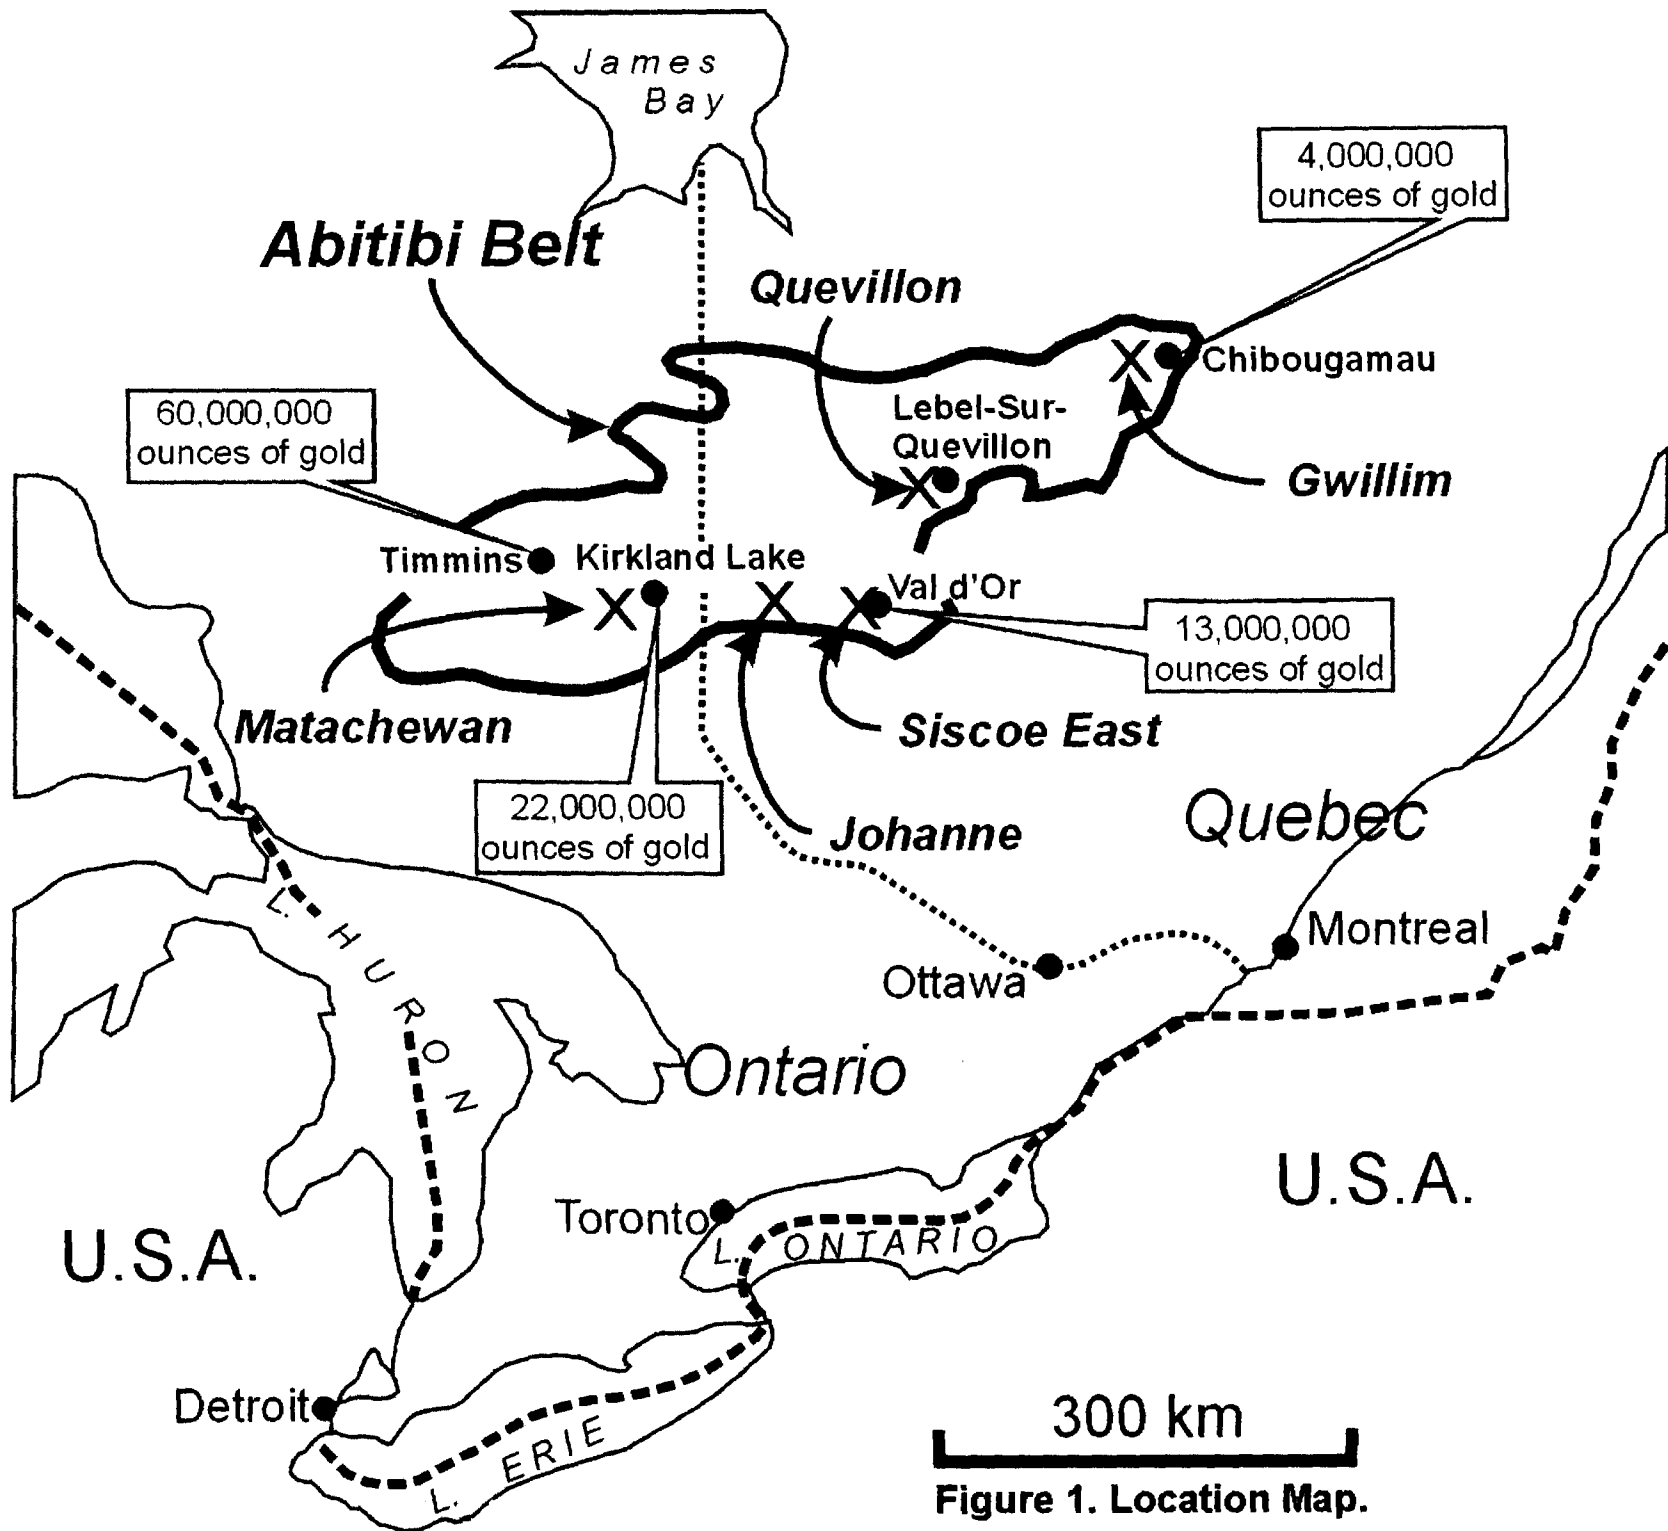 James
Bay
4,000,000
ounces of gold
Abitibi Belt
Quevillon
Chibougamau
60,000,000
ounces of gold
Lebel-Sur-
Quevillon
Gwillim
Timmins
Kirkland Lake
Val d'Or
13,000,000
ounces of gold
Matachewan
Siscoe East
22,000,000
ounces of gold
Johanne
Quebec
L. HURON
Montreal
Ottawa
Ontario
U.S.A.
Toronto
L. ONTARIO
U.S.A.
Detroit
L. ERIE
300 km
Figure 1. Location Map.